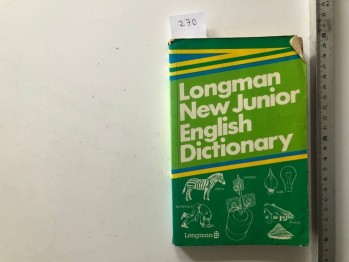 270
Longman
New Junior
English
Dictionary
Longman